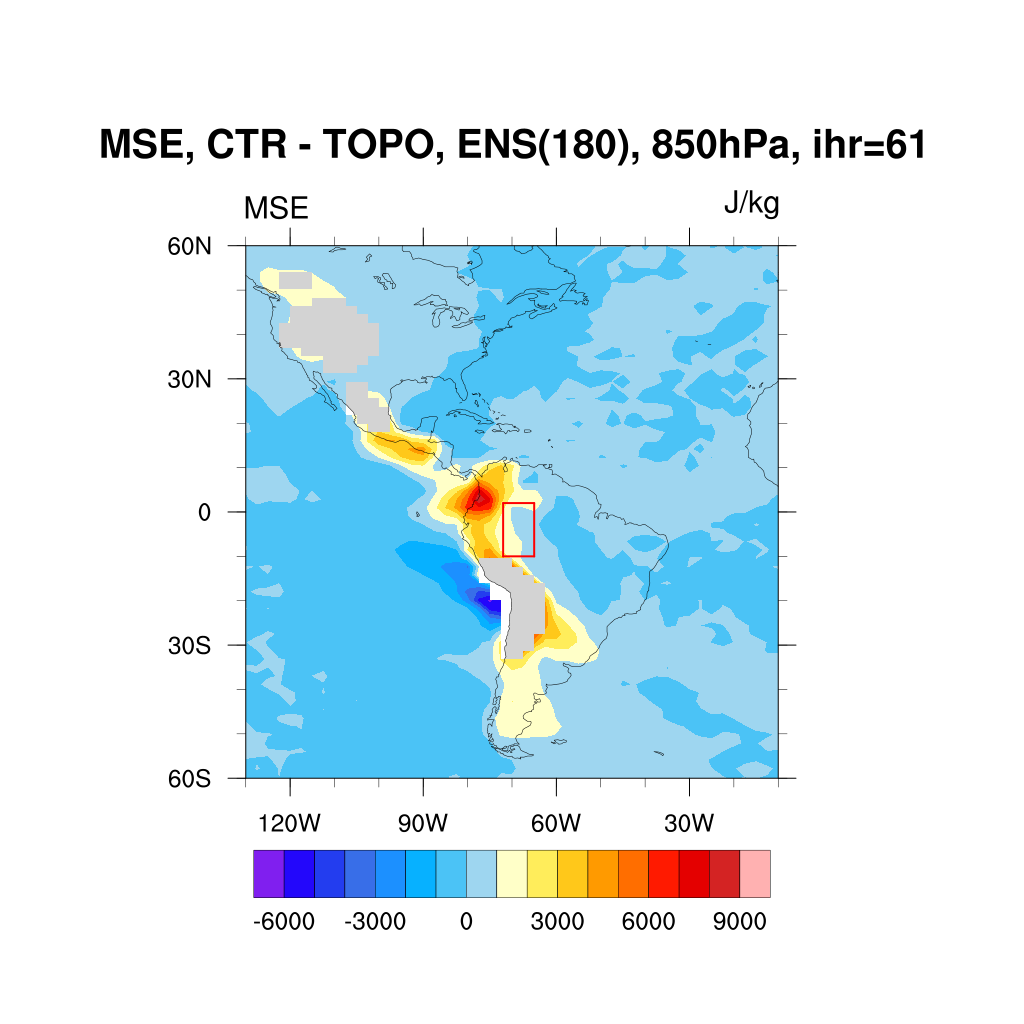 MSE, CTR - TOPO, ENS(180), 850hPa, ihr=61
MSE J/kg
60N
30N
0
30S
60S
120W 90W 60W 30W
-6000 -3000 0 3000 6000 9000